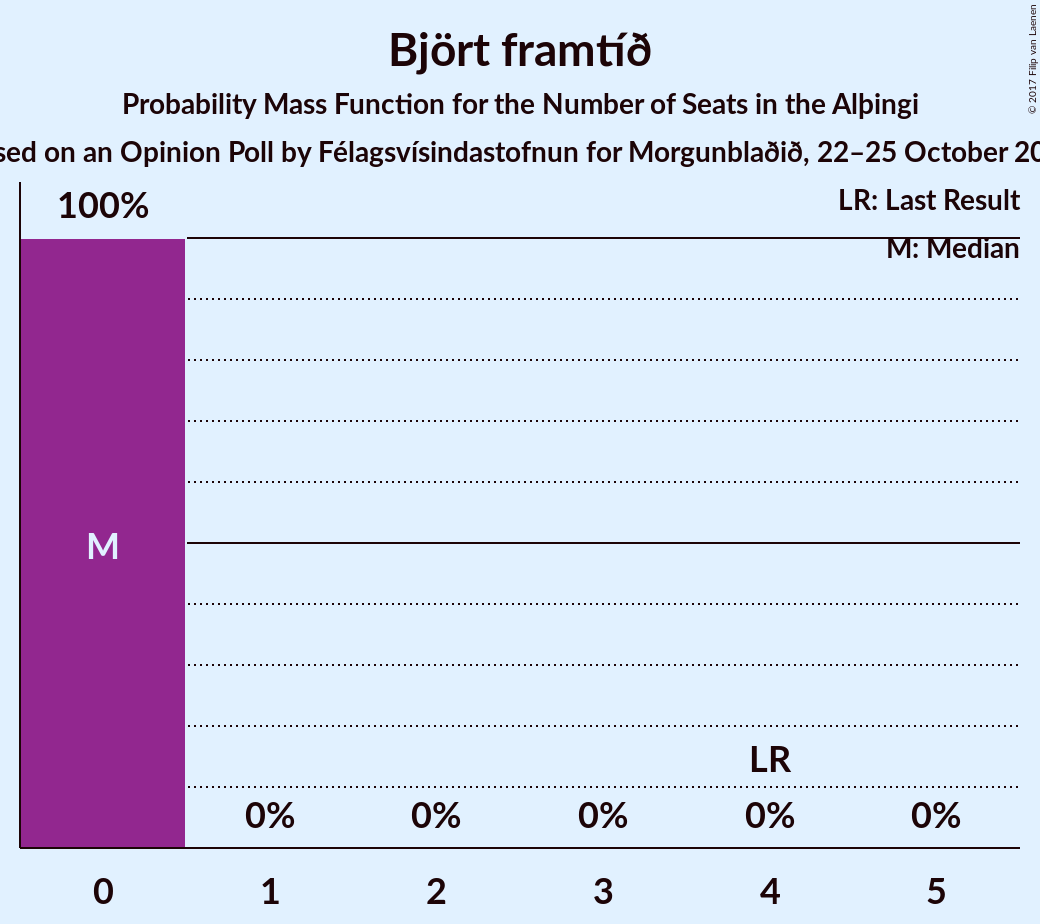 Björt framtíð
Probability Mass Function for the Number of Seats in the Alþingi
sed on an Opinion Poll by Félagsvísindastofnun for Morgunblaðið, 22–25 October 20
© 2017 Filip van Laenen
LR: Last Result
M: Median
100%
M
LR
0% 0% 0% 0% 0%
0 1 2 3 4 5